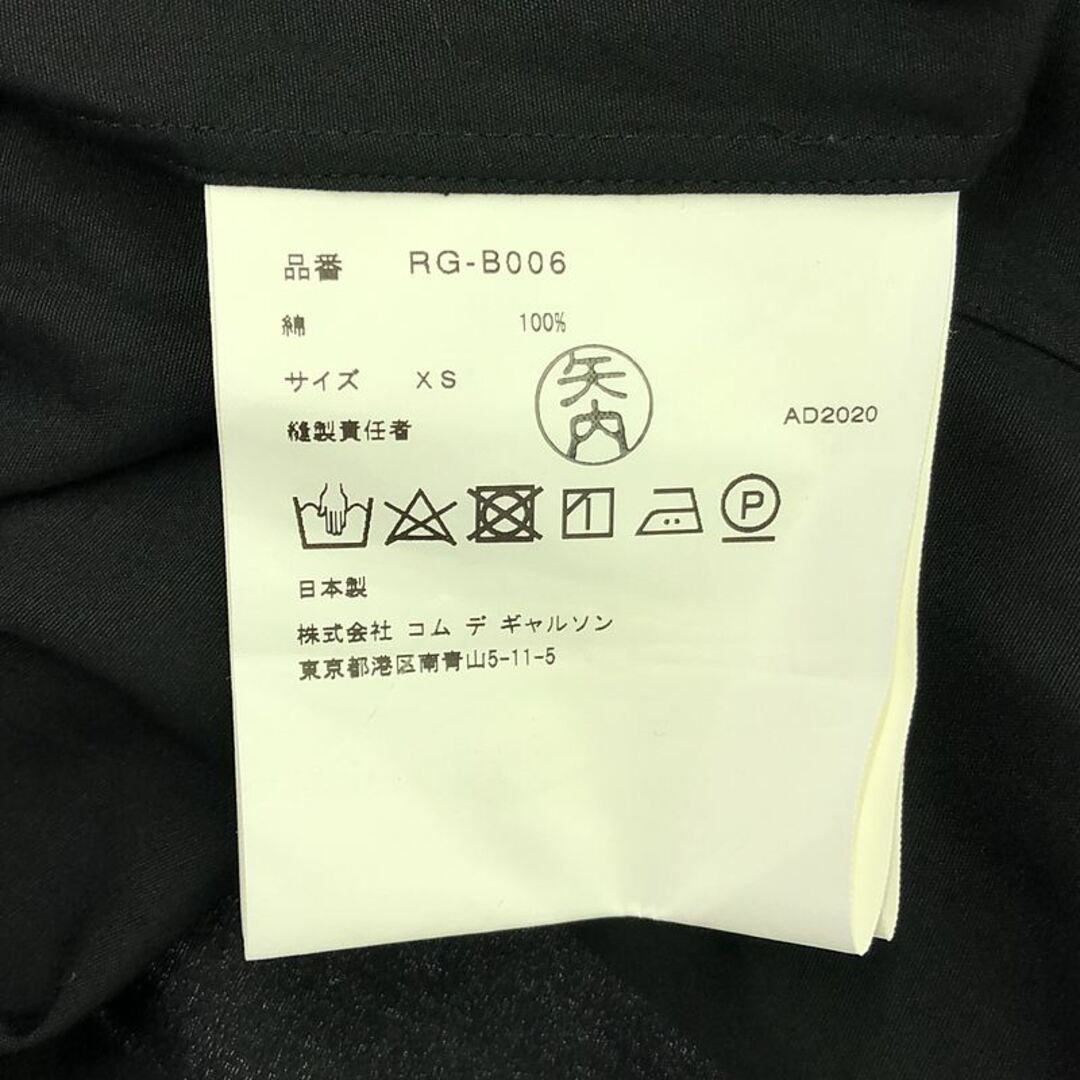 品番 RG-B006
綿 100%
サイズ XS
縫製責任者 矢内
AD2020
P
日本製
株式会社 コム デ ギャルソン
東京都港区南青山5-11-5